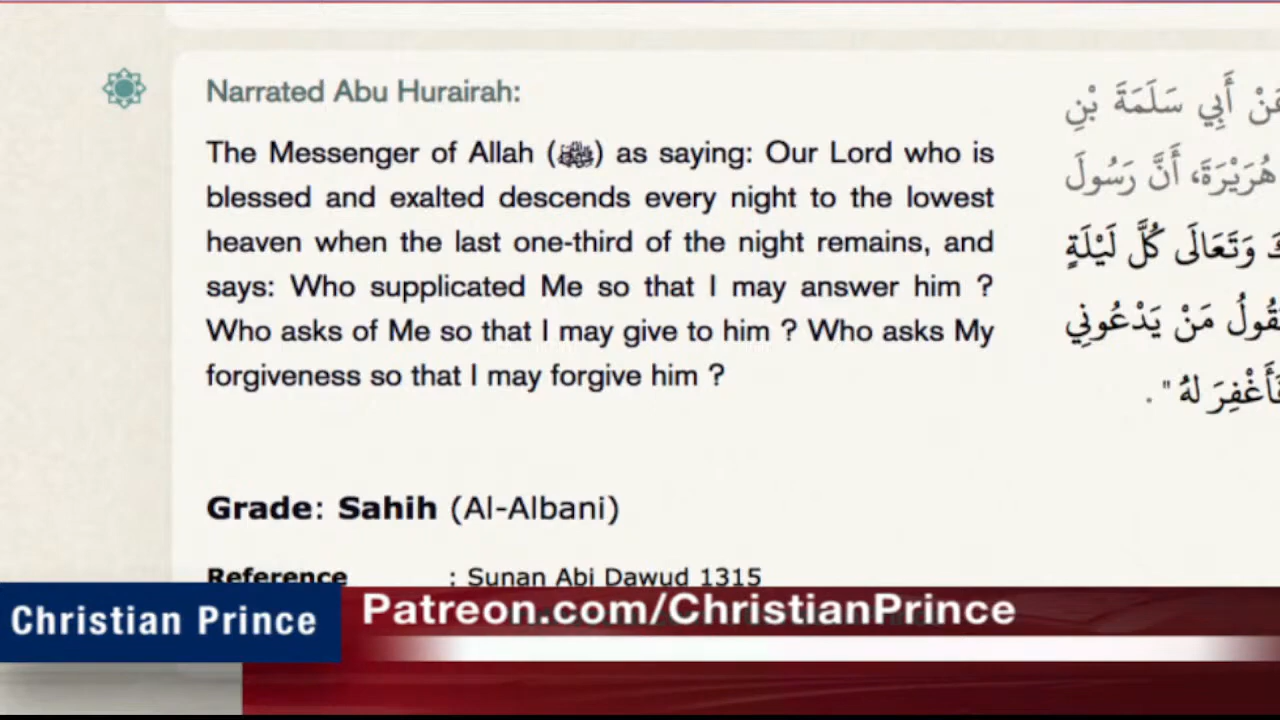 Narrated Abu Hurairah:
The Messenger of Allah (ﷺ) as saying: Our Lord who is
blessed and exalted descends every night to the lowest
heaven when the last one-third of the night remains, and
says: Who supplicated Me so that I may answer him ?
Who asks of Me so that I may give to him ? Who asks My
forgiveness so that I may forgive him ?
عَنْ أَبِي سَلَمَةَ بْنِ
هُرَيْرَةَ، أَنَّ رَسُولَ
وَتَعَالَى كُلَّ لَيْلَةٍ
مَنْ يَدْعُونِي
فَأَغْفِرَ لَهُ " .
Grade: Sahih (Al-Albani)
Reference : Sunan Abi Dawud 1315
Christian Prince
Patreon.com/ChristianPrince